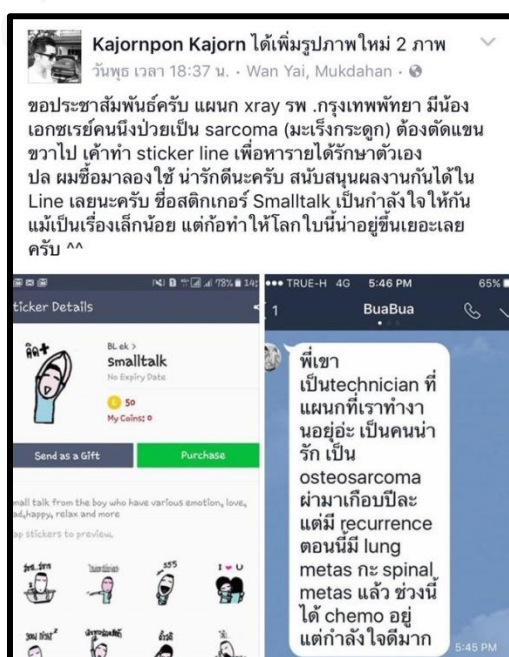 Kajornpon Kajorn ได้เพิ่มรูปภาพใหม่ 2 ภาพ
วันพุธ เวลา 18:37 น. · Wan Yai, Mukdahan ·
ขอประชาสัมพันธ์ครับ แผนก xray รพ .กรุงเทพพัทยา มีน้อง
เอกซเรย์คนนึงป่วยเป็น sarcoma (มะเร็งกระดูก) ต้องตัดแขน
ขวาไป เค้าทำ sticker line เพื่อหารายได้รักษาตัวเอง
ปล ผมซื้อมาลองใช้ น่ารักดีนะครับ สนับสนุนผลงานกันได้ใน
Line เลยนะครับ ชื่อสติกเกอร์ Smalltalk เป็นกำลังใจให้กัน
แม้เป็นเรื่องเล็กน้อย แต่ก้อทำให้โลกใบนี้น่าอยู่ขึ้นเยอะเลย
ครับ ^^
78% 14:
ticker Details
คิด+
BL ek >
smalltalk
No Expiry Date
50
My Coins: 0
Send as a Gift
Purchase
mall talk from the boy who have various emotion, love,
ad,happy, relax and more
ap stickers to preview.
555
I ♥ U
TRUE-H 4G 5:46 PM 65%
1 BuaBua
พี่เขา
เป็นtechnician ที่
แผนกที่เราทำงา
นอยู่อ่ะ เป็นคนน่า
รัก เป็น
osteosarcoma
ผ่ามาเกือบปีละ
แต่มี recurrence
ตอนนี้มี lung
metas กะ spinal
metas แล้ว ช่วงนี้
ได้ chemo อยู่
แต่กำลังใจดีมาก
5:45 PM